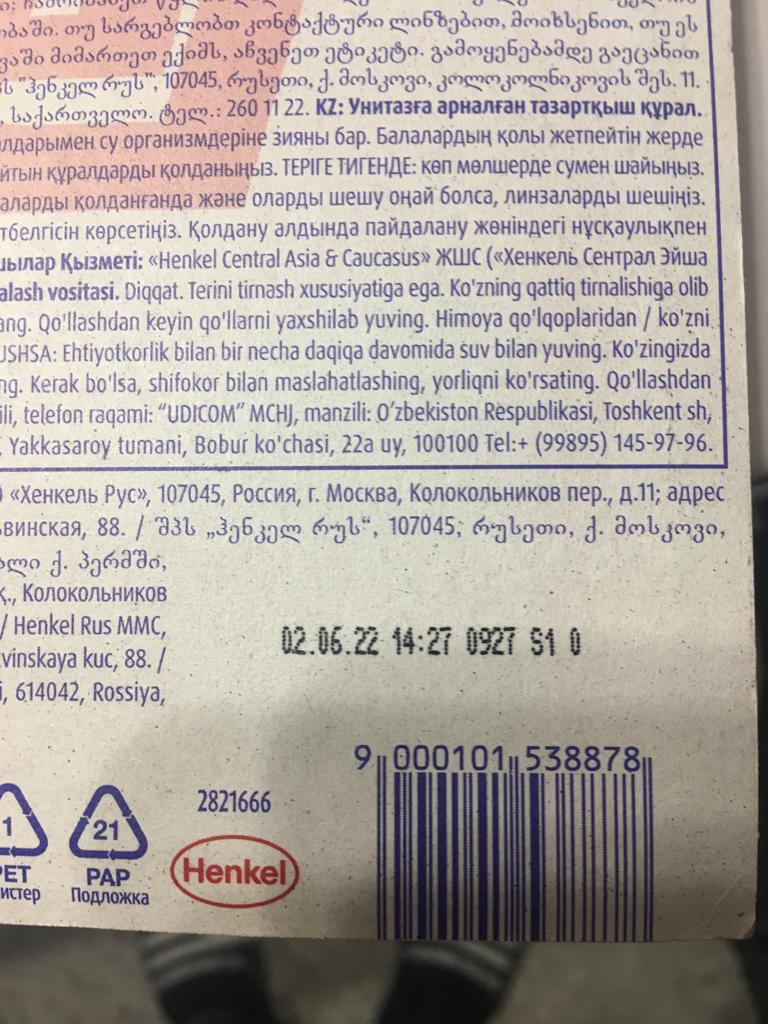 ობაში. თუ სარგებლობთ კონტაქტური ლინზებით, მოიხსენით, თუ ეს
მიმართეთ ექიმს, აჩვენეთ ეტიკეტი. გამოყენებამდე გაეცანით
"ჰენკელ რუს", 107045, რუსეთი, ქ. მოსკოვი, კოლოკოლნიკოვის შეს. 11.
, საქართველო. ტელ.: 260 11 22. KZ: Унитазға арналған тазартқыш құрал.
лдарымен су организмдеріне зияны бар. Балалардың қолы жетпейтін жерде
йтын құралдарды қолданыңыз. ТЕРІГЕ ТИГЕНДЕ: көп мөлшерде сумен шайыңыз.
аларды қолданғанда және оларды шешу оңай болса, линзаларды шешіңіз.
тбелгісін көрсетіңіз. Қолдану алдында пайдалану жөніндегі нұсқаулықпен
ылар Қызметі: «Henkel Central Asia & Caucasus» ЖШС («Хенкель Сентрал Эйша
alash vositasi. Diqqat. Terini tirnash xususiyatiga ega. Ko'zning qattiq tirnalishiga olib
ang. Qo'llashdan keyin qo'llarni yaxshilab yuving. Himoya qo'lqoplaridan / ko'zni
USHSA: Ehtiyotkorlik bilan bir necha daqiqa davomida suv bilan yuving. Ko'zingizda
ng. Kerak bo'lsa, shifokor bilan maslahatlashing, yorliqni ko'rsating. Qo'llashdan
ili, telefon raqami: “UDICOM” MCHJ, manzili: O’zbekiston Respublikasi, Toshkent sh,
, Yakkasaroy tumani, Bobur ko'chasi, 22a uy, 100100 Tel:+ (99895) 145-97-96.
«Хенкель Рус», 107045, Россия, г. Москва, Колокольников пер., д.11; адрес
ьвинская, 88. / შპს „ჰენკელ რუს“, 107045, რუსეთი, ქ. მოსკოვი,
ქ. პერმში,
қ., Колокольников
/ Henkel Rus MMC,
vinskaya kuc, 88. /
i, 614042, Rossiya,
02.06.22 14:27 0927 S1 0
9 000101 538878
2821666
1
21
PET
PAP
истер
Подложка
Henkel